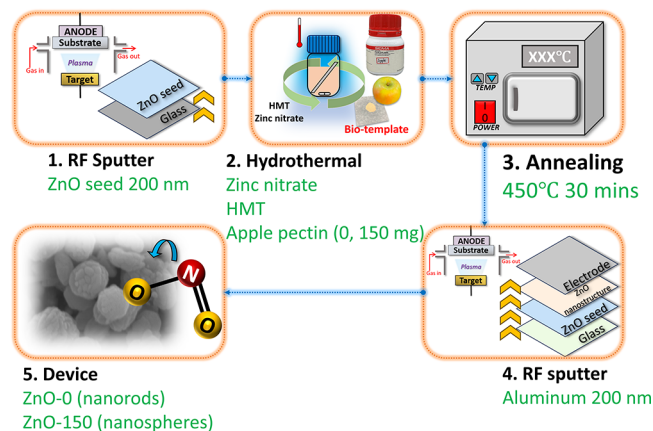 ANODE
Substrate
Gas in
Gas out
Plasma
Target
ZnO seed
Glass
1. RF Sputter
ZnO seed 200 nm
HMT
Zinc nitrate
Bio-template
2. Hydrothermal
Zinc nitrate
HMT
Apple pectin (0, 150 mg)
XXX℃
TEMP
I
0
POWER
3. Annealing
450℃ 30 mins
ANODE
Substrate
Gas in
Gas out
Plasma
Target
Electrode
ZnO
nanostructure
ZnO seed
Glass
4. RF sputter
Aluminum 200 nm
N
O
O
5. Device
ZnO-0 (nanorods)
ZnO-150 (nanospheres)